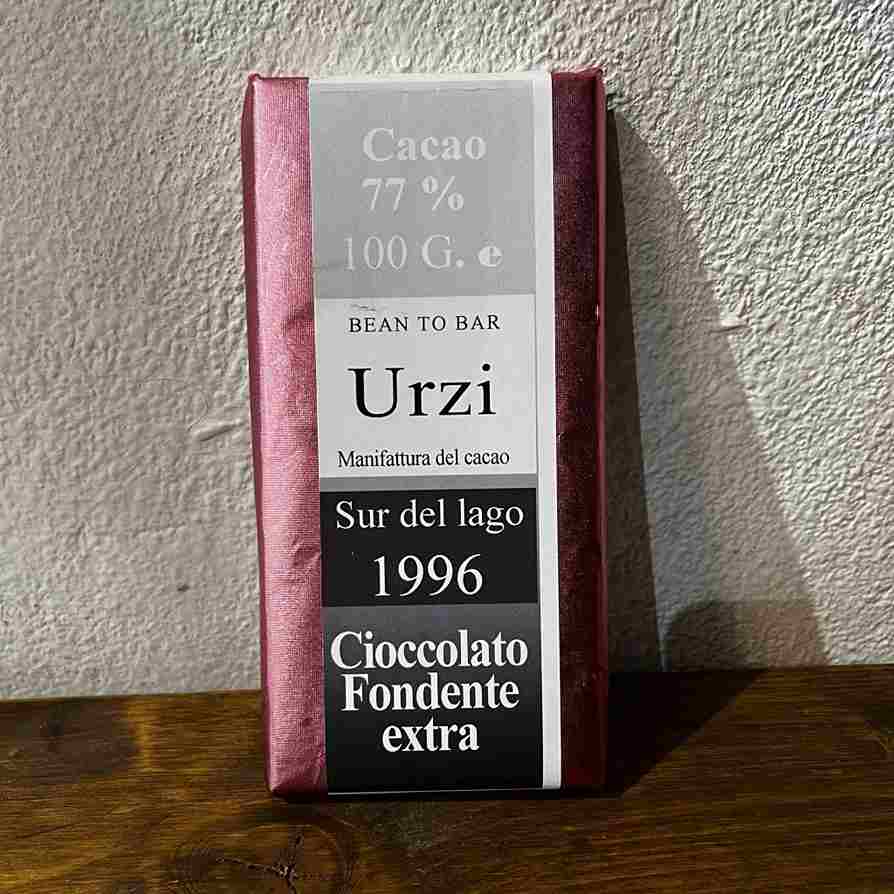 Cacao
77 %
100 G. e
BEAN TO BAR
Urzi
Manifattura del cacao
Sur del lago
1996
Cioccolato
Fondente
extra